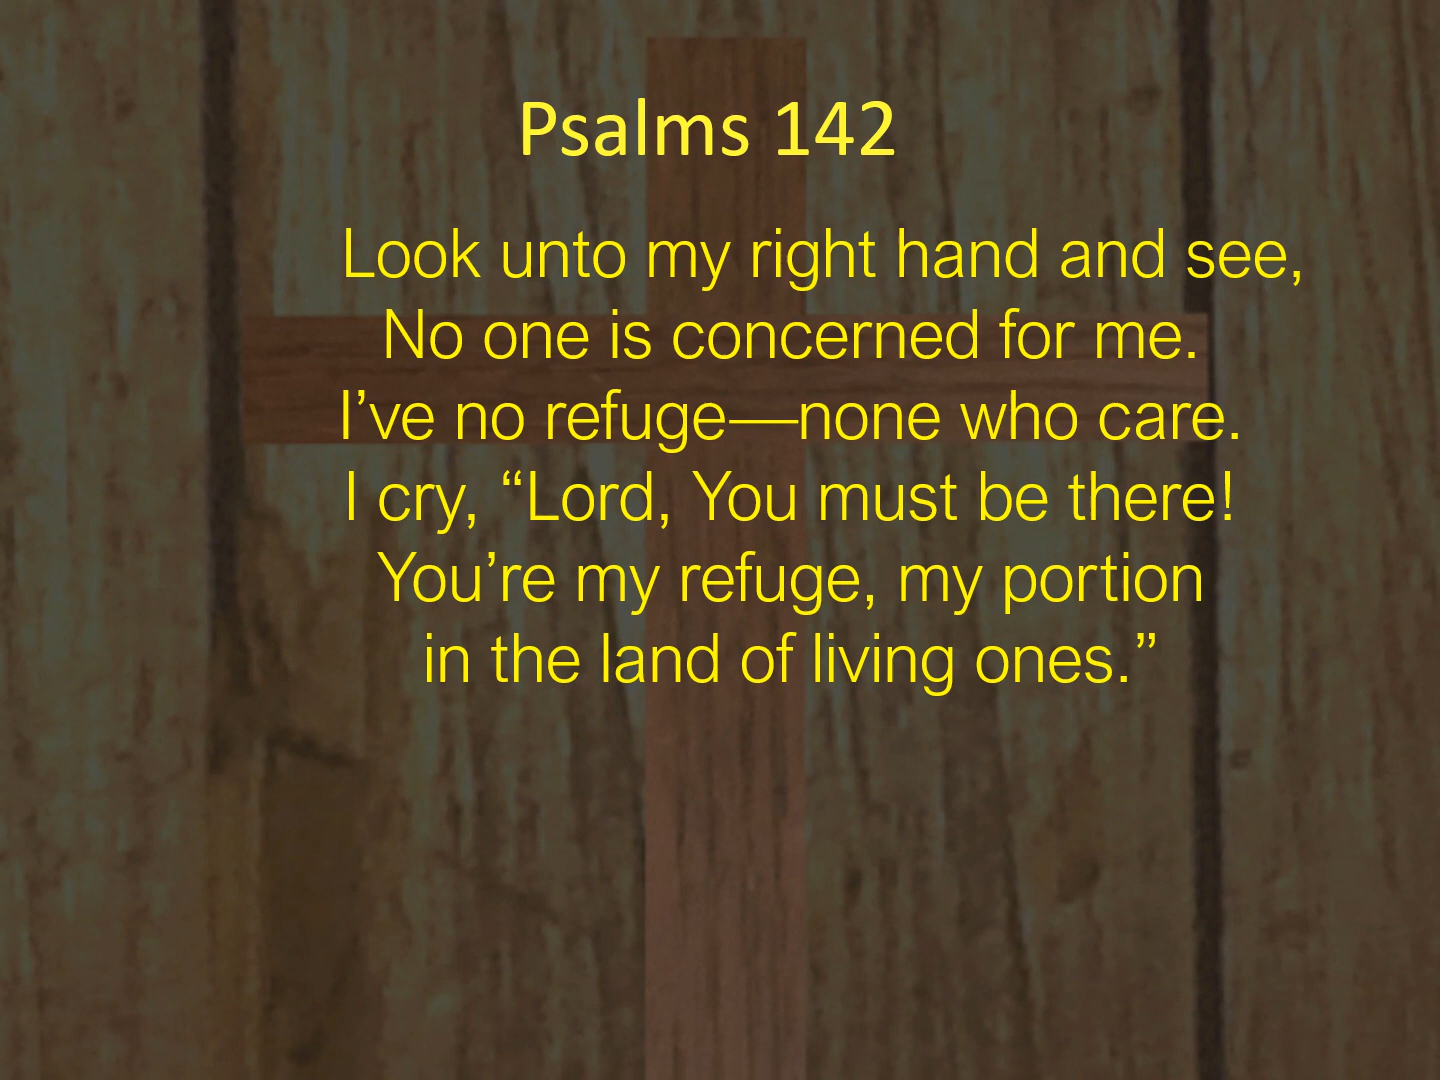 Psalms 142
Look unto my right hand and see,
No one is concerned for me.
I’ve no refuge—none who care.
I cry, “Lord, You must be there!
You’re my refuge, my portion
in the land of living ones.”